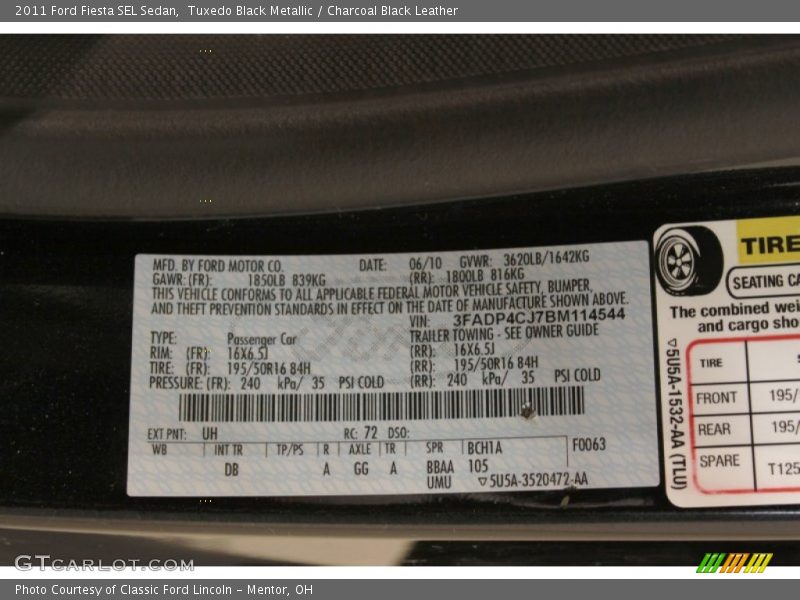 2011 Ford Fiesta SEL Sedan, Tuxedo Black Metallic / Charcoal Black Leather
MFD. BY FORD MOTOR CO. DATE: 06/10 GVWR: 3620LB/1642KG
GAWR: (FR): 1850LB 839KG (RR): 1800LB 816KG
THIS VEHICLE CONFORMS TO ALL APPLICABLE FEDERAL MOTOR VEHICLE SAFETY, BUMPER,
AND THEFT PREVENTION STANDARDS IN EFFECT ON THE DATE OF MANUFACTURE SHOWN ABOVE.
VIN: 3FADP4CJ7BM114544
TYPE: Passenger Car TRAILER TOWING - SEE OWNER GUIDE
RIM: (FR): 16X6.5J (RR): 16X6.5J
TIRE: (FR): 195/50R16 84H (RR): 195/50R16 84H
PRESSURE: (FR): 240 kPa/ 35 PSI COLD (RR): 240 kPa/ 35 PSI COLD
EXT PNT: UH RC: 72 DSO:
WB INT TR TP/PS R AXLE TR SPR BCH1A F0063
DB A GG A BBAA 105
UMU ▽5U5A-3520472-AA
TIRE
SEATING CA
The combined wei
and cargo sho
▽5U5A-1532-AA (TLU)
TIRE
FRONT 195/
REAR 195/
SPARE T125
GTCARLOT.COM
Photo Courtesy of Classic Ford Lincoln - Mentor, OH